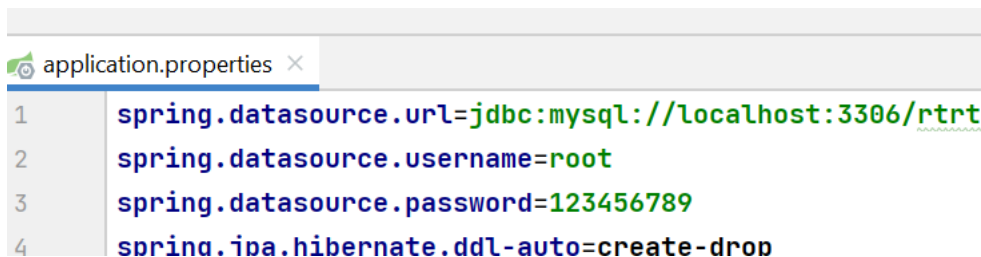 application.properties
1 spring.datasource.url=jdbc:mysql://localhost:3306/rtrt
2 spring.datasource.username=root
3 spring.datasource.password=123456789
4 spring.jpa.hibernate.ddl-auto=create-drop